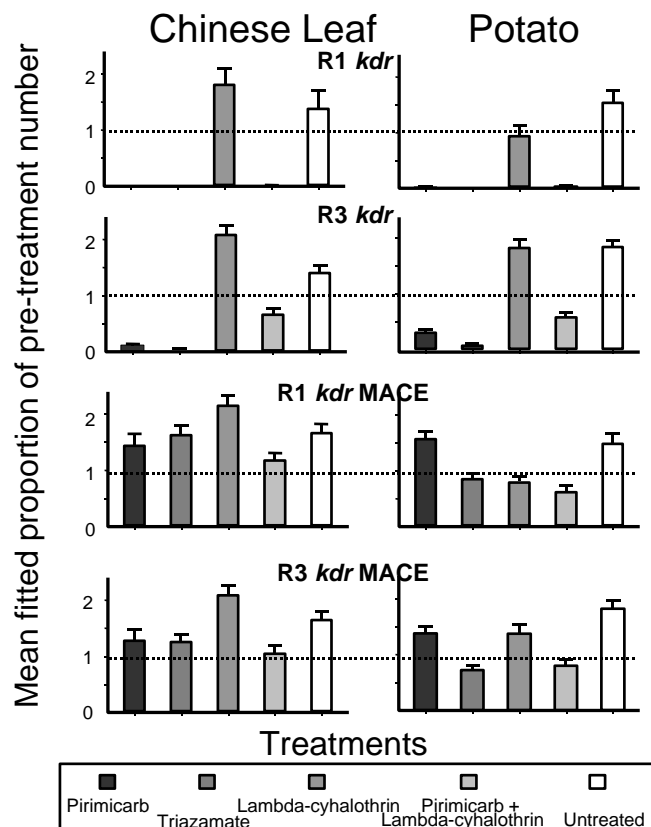 Chinese Leaf Potato
R1 kdr
Mean fitted proportion of pre-treatment number
2
1
0
R3 kdr
2
1
0
R1 kdr MACE
2
1
0
R3 kdr MACE
2
1
0
Treatments
Pirimicarb
Triazamate
Lambda-cyhalothrin
Pirimicarb +
Lambda-cyhalothrin
Untreated